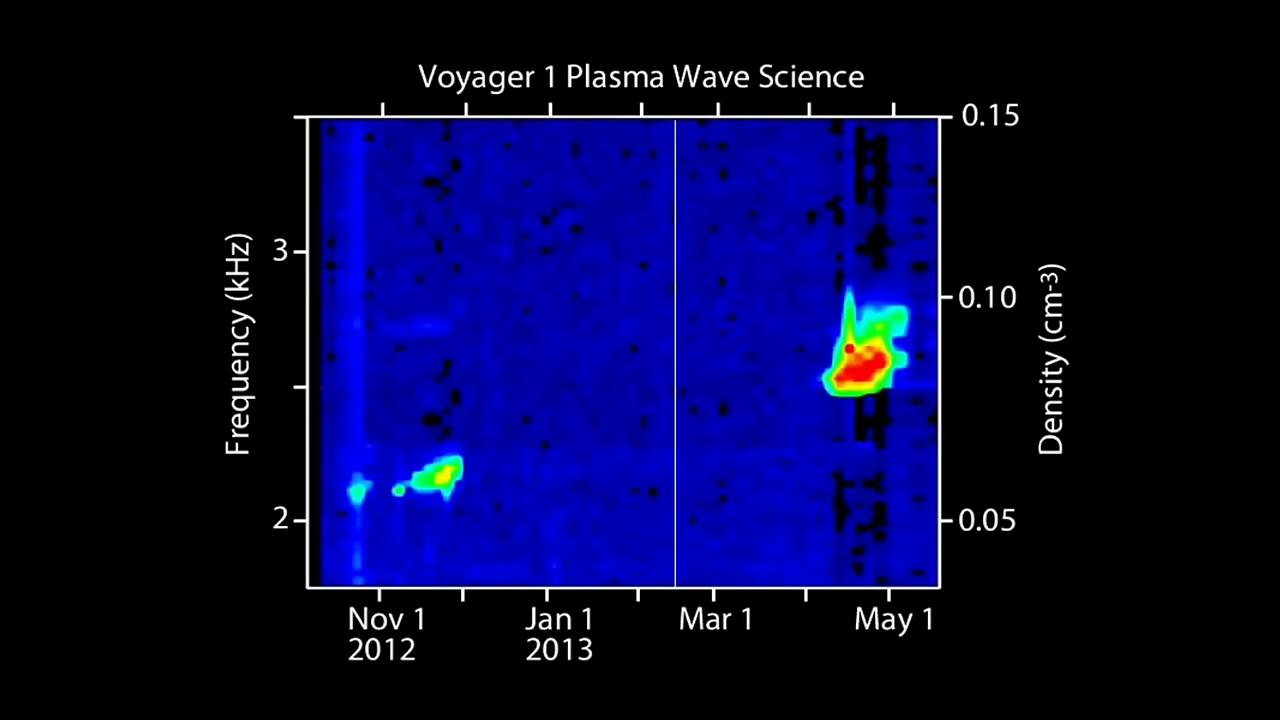 Voyager 1 Plasma Wave Science
0.15
3
0.10
2
0.05
Frequency (kHz)
Density (cm-3)
Nov 1
2012
Jan 1
2013
Mar 1
May 1